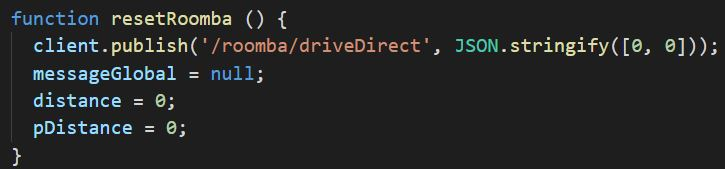 function resetRoomba () {
  client.publish('/roomba/driveDirect', JSON.stringify([0, 0]));
  messageGlobal = null;
  distance = 0;
  pDistance = 0;
}